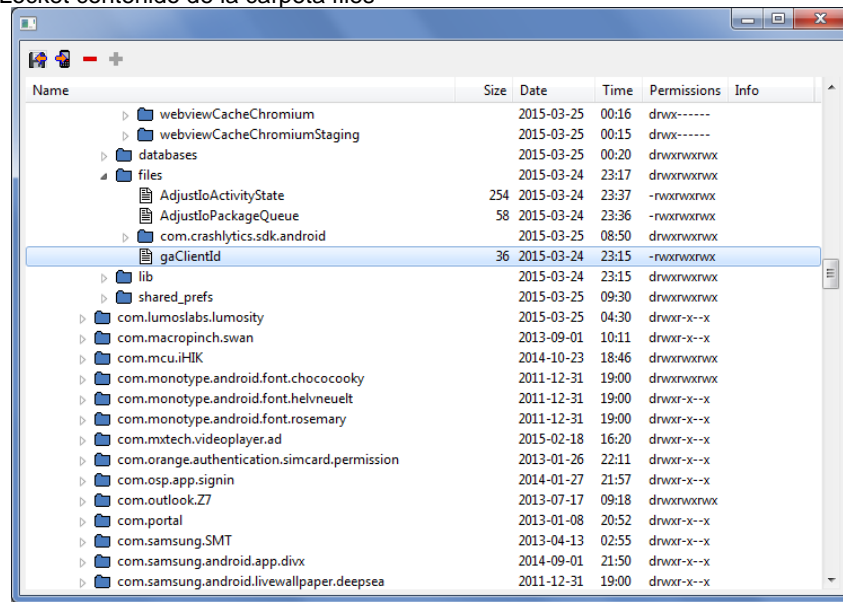 Locket contenido de la carpeta files
Name Size Date Time Permissions Info
webviewCacheChromium 2015-03-25 00:16 drwx------
webviewCacheChromiumStaging 2015-03-25 00:15 drwx------
databases 2015-03-25 00:20 drwxrwxrwx
files 2015-03-24 23:17 drwxrwxrwx
AdjustIoActivityState 254 2015-03-24 23:37 -rwxrwxrwx
AdjustIoPackageQueue 58 2015-03-24 23:36 -rwxrwxrwx
com.crashlytics.sdk.android 2015-03-25 08:50 drwxrwxrwx
gaClientId 36 2015-03-24 23:15 -rwxrwxrwx
lib 2015-03-24 23:15 drwxrwxrwx
shared_prefs 2015-03-25 09:30 drwxrwxrwx
com.lumoslabs.lumosity 2015-03-25 04:30 drwxr-x--x
com.macropinch.swan 2013-09-01 10:11 drwxr-x--x
com.mcu.iHIK 2014-10-23 18:46 drwxrwxrwx
com.monotype.android.font.chococooky 2011-12-31 19:00 drwxr-x--x
com.monotype.android.font.helvneuelt 2011-12-31 19:00 drwxr-x--x
com.monotype.android.font.rosemary 2011-12-31 19:00 drwxr-x--x
com.mxtech.videoplayer.ad 2015-02-18 16:20 drwxr-x--x
com.orange.authentication.simcard.permission 2013-01-26 22:11 drwxr-x--x
com.osp.app.signin 2014-01-27 21:57 drwxr-x--x
com.outlook.Z7 2013-07-17 09:18 drwxrwxrwx
com.portal 2013-01-08 20:52 drwxr-x--x
com.samsung.SMT 2013-04-13 02:55 drwxr-x--x
com.samsung.android.app.divx 2014-09-01 21:50 drwxr-x--x
com.samsung.android.livewallpaper.deepsea 2011-12-31 19:00 drwxr-x--x